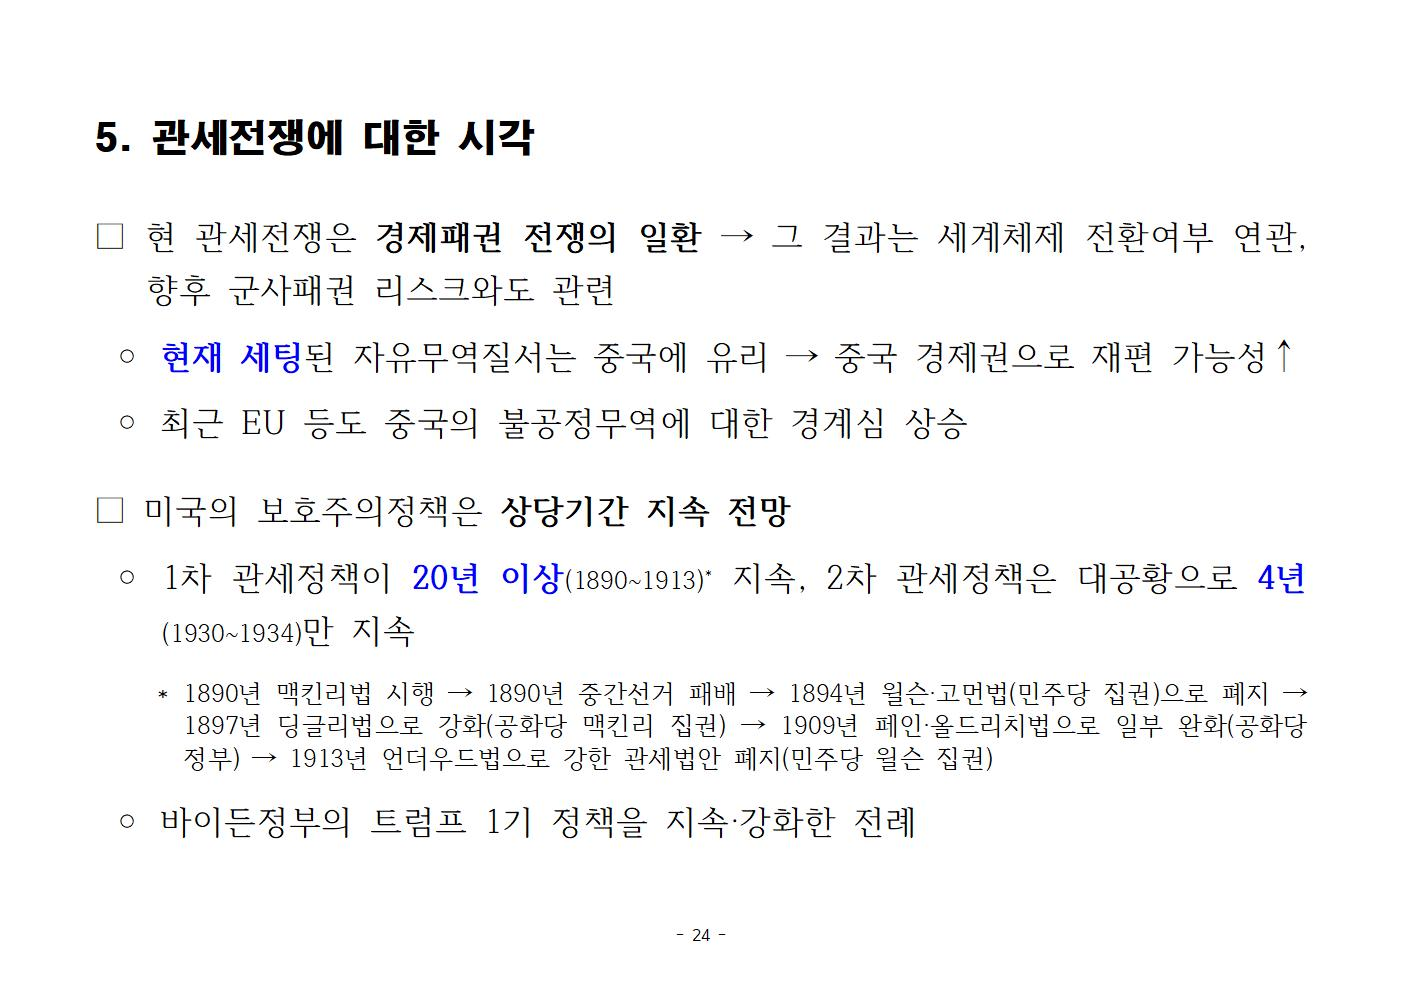 5. 관세전쟁에 대한 시각
□ 현 관세전쟁은 경제패권 전쟁의 일환 → 그 결과는 세계체제 전환여부 연관,
향후 군사패권 리스크와도 관련
○ 현재 세팅된 자유무역질서는 중국에 유리 → 중국 경제권으로 재편 가능성↑
○ 최근 EU 등도 중국의 불공정무역에 대한 경계심 상승
□ 미국의 보호주의정책은 상당기간 지속 전망
○ 1차 관세정책이 20년 이상(1890~1913)* 지속, 2차 관세정책은 대공황으로 4년
(1930~1934)만 지속
* 1890년 맥킨리법 시행 → 1890년 중간선거 패배 → 1894년 윌슨·고먼법(민주당 집권)으로 폐지 →
1897년 딩글리법으로 강화(공화당 맥킨리 집권) → 1909년 페인·올드리치법으로 일부 완화(공화당
정부) → 1913년 언더우드법으로 강한 관세법안 폐지(민주당 윌슨 집권)
○ 바이든정부의 트럼프 1기 정책을 지속·강화한 전례
- 24 -